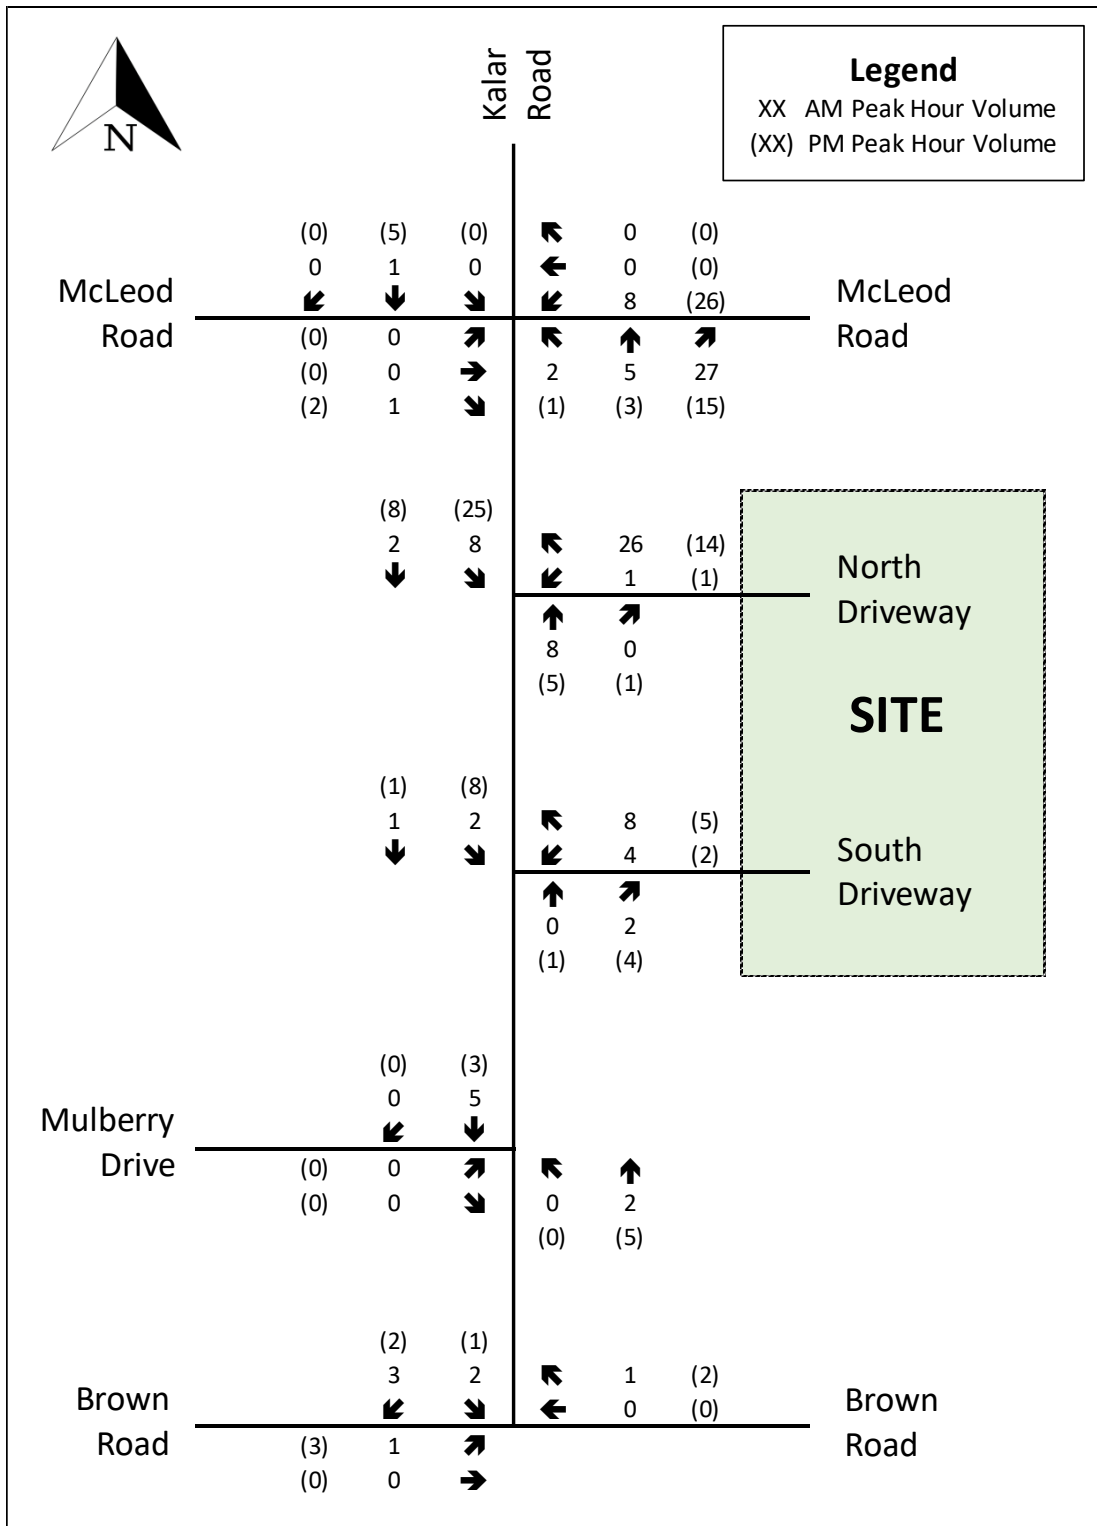 Kalar
Road
N
Legend
XX AM Peak Hour Volume
(XX) PM Peak Hour Volume
(0) (5) (0) 0 (0)
0 1 0 0 (0)
8 (26)
McLeod
Road
McLeod
Road
(0) 0
(0) 0 2 5 27
(2) 1 (1) (3) (15)
(8) (25)
2 8 26 (14)
1 (1)
North
Driveway
8 0
(5) (1)
SITE
(1) (8)
1 2 8 (5)
4 (2)
South
Driveway
0 2
(1) (4)
(0) (3)
0 5
Mulberry
Drive
(0) 0
(0) 0 0 2
(0) (5)
(2) (1)
3 2 1 (2)
0 (0)
Brown
Road
Brown
Road
(3) 1
(0) 0